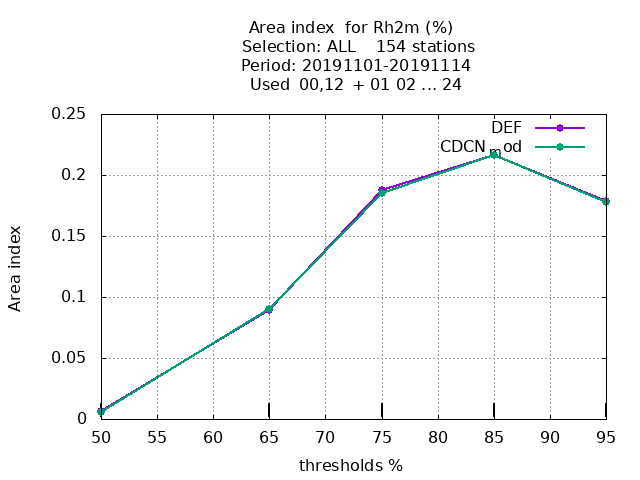 Area index  for Rh2m (%)
Selection: ALL    154 stations
Period: 20191101-20191114
Used  00,12  + 01 02 ... 24
0.25
0.2
0.15
0.1
0.05
0
Area index
DEF
CDCNmod
50 55 60 65 70 75 80 85 90 95
thresholds %